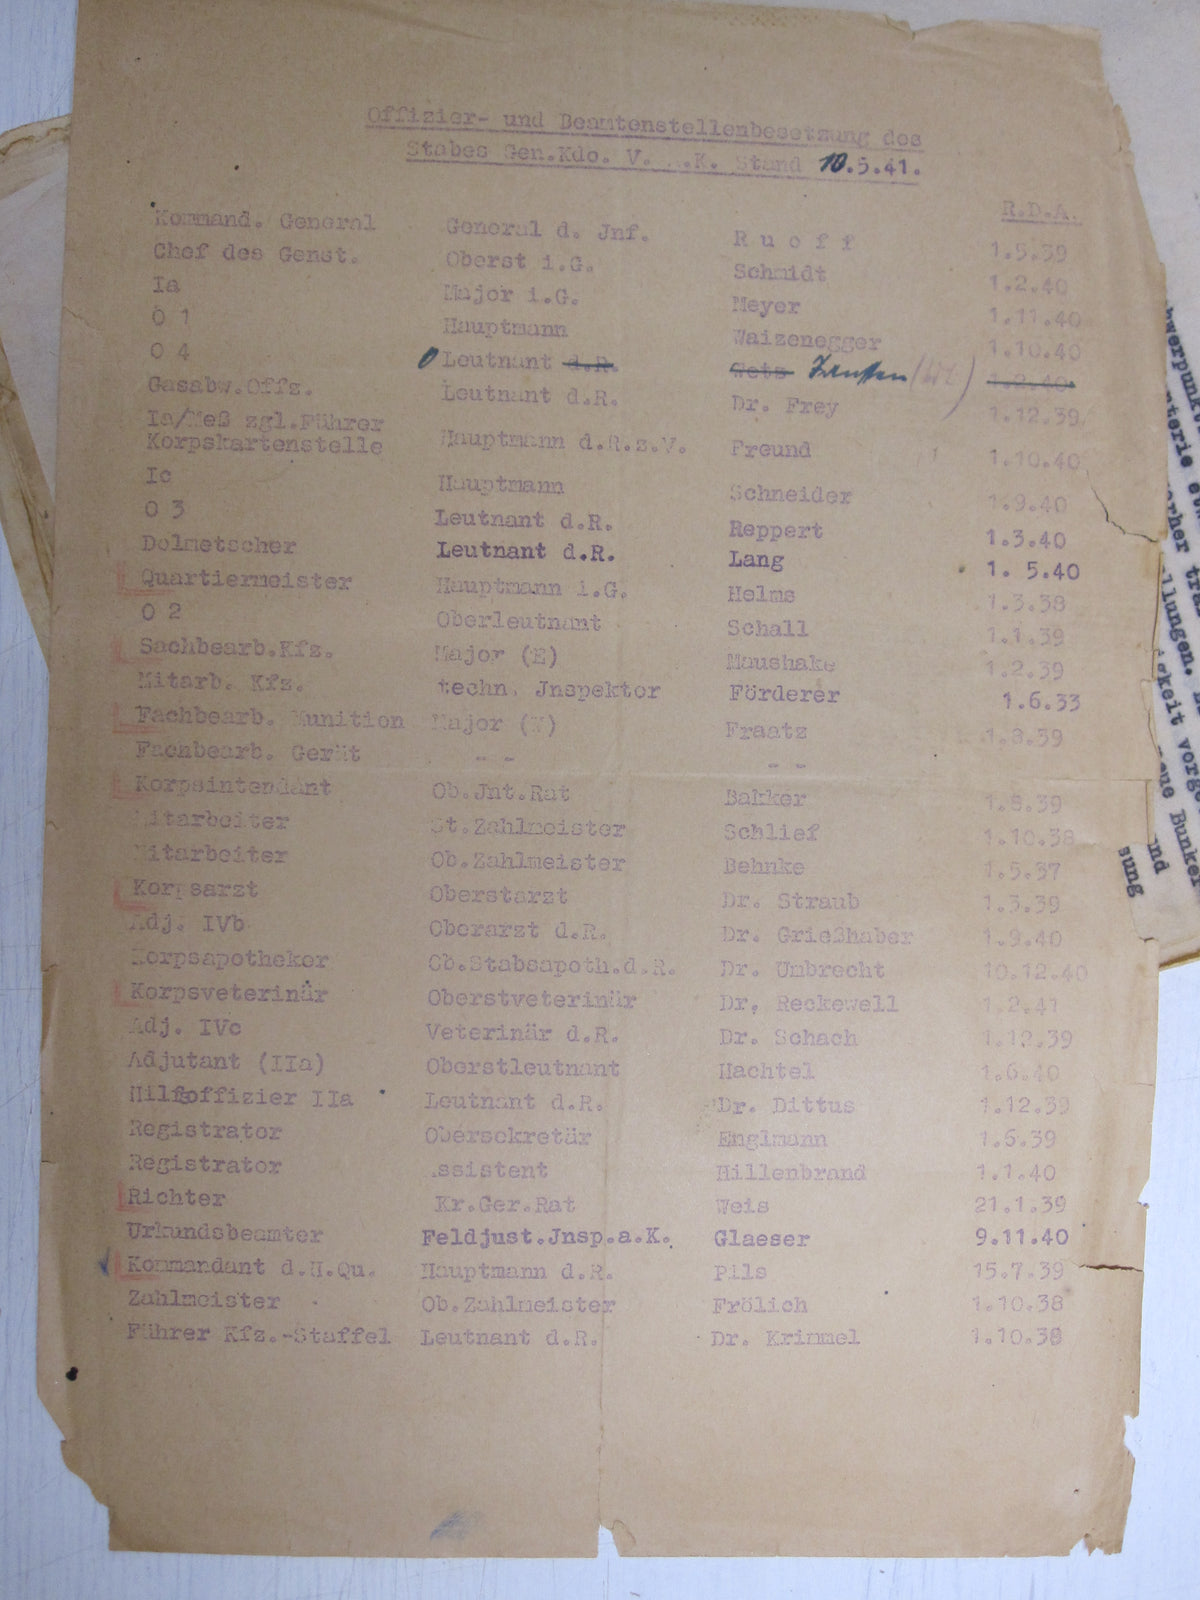 Offizier- und Beamtenstellenbesetzung des
Stabes Gen.Kdo. V. A.K. Stand 10.5.41.
R.D.A.
Kommand. General General d. Jnf. R u o f f 1.5.39
Chef des Genst. Oberst i.G. Schmidt 1.2.40
Ia Major i.G. Meyer 1.11.40
O 1 Hauptmann Waizenegger 1.10.40
O 4 O Leutnant d.R. 1.2.40.
Gasabw.Offz. Leutnant d.R. Dr. Frey 1.12.39
Ia/Meß zgl.Führer
Korpskartenstelle Hauptmann d.R.z.V. Freund 1.10.40
Ic Hauptmann Schneider 1.9.40
O 3 Leutnant d.R. Reppert 1.3.40
Dolmetscher Leutnant d.R. Lang 1. 5.40
Quartiermeister Hauptmann i.G. Helms 1.3.38
O 2 Oberleutnant Schall 1.1.39
Sachbearb.Kfz. Major (E) Maushake 1.2.39
Mitarb. Kfz. techn. Jnspektor Förderer 1.6.33
Fachbearb. Munition Major (W) Fraatz 1.8.39
Fachbearb. Gerät - - - -
Korpsintendant Ob.Jnt.Rat Bakker 1.8.39
Mitarbeiter St.Zahlmeister Schlief 1.10.38
Mitarbeiter Ob.Zahlmeister Behnke 1.5.37
Korpsarzt Oberstarzt Dr. Straub 1.3.39
Adj. IVb Oberarzt d.R. Dr. Grießhaber 1.9.40
Korpsapotheker Ob.Stabsapoth.d.R. Dr. Umbrecht 10.12.40
Korpsveterinär Oberstveterinär Dr. Reckewell 1.2.41
Adj. IVc Veterinär d.R. Dr. Schach 1.12.39
Adjutant (IIa) Oberstleutnant Hachtel 1.6.40
Hilfsoffizier IIa Leutnant d.R. Dr. Dittus 1.12.39
Registrator Obersekretär Englmann 1.6.39
Registrator Assistent Hillenbrand 1.1.40
Richter Kr.Ger.Rat Weis 21.1.39
Urkundsbeamter Feldjust.Jnsp.a.K. Glaeser 9.11.40
Kommandant d.H.Qu. Hauptmann d.R. Pils 15.7.39
Zahlmeister Ob.Zahlmeister Frölich 1.10.38
Führer Kfz.-Staffel Leutnant d.R. Dr. Krimmel 1.10.38